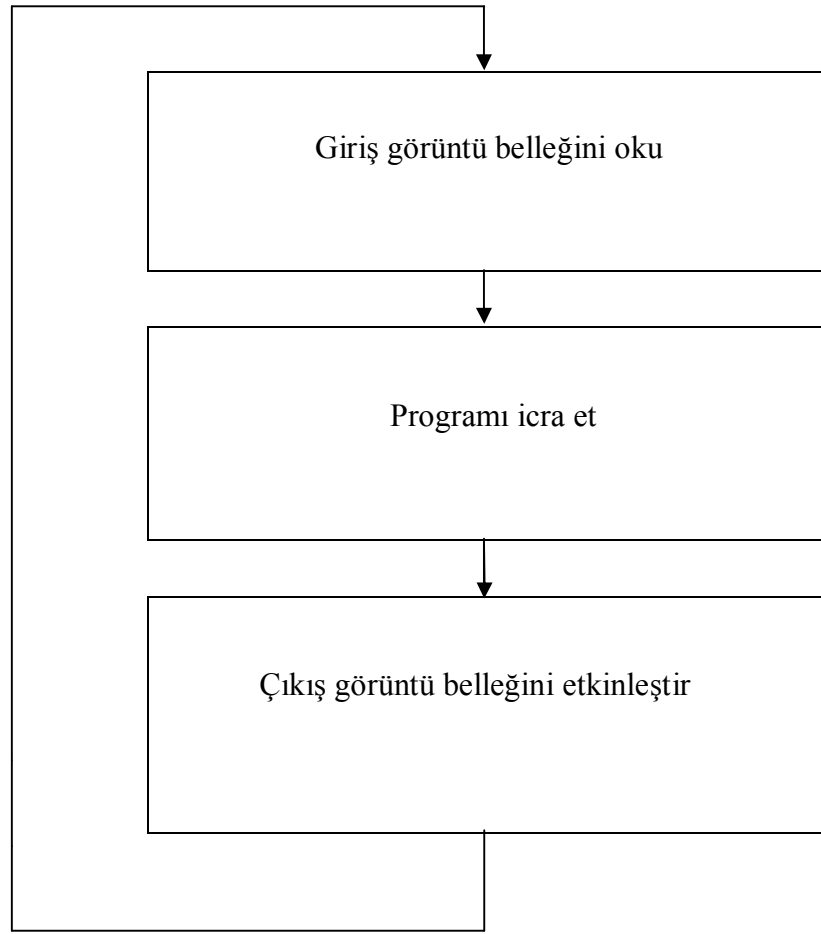 Giriş görüntü belleğini oku
Programı icra et
Çıkış görüntü belleğini etkinleştir